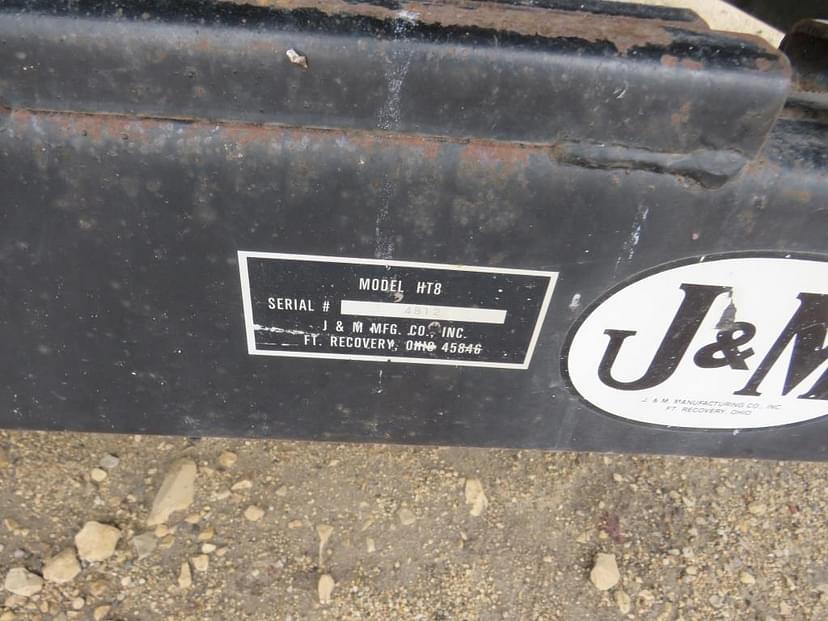 MODEL HT8
SERIAL # 4812
J & M MFG. CO., INC.
FT. RECOVERY, OHIO 45846
J&M
J. & M. MANUFACTURING CO., INC
FT. RECOVERY, OHIO